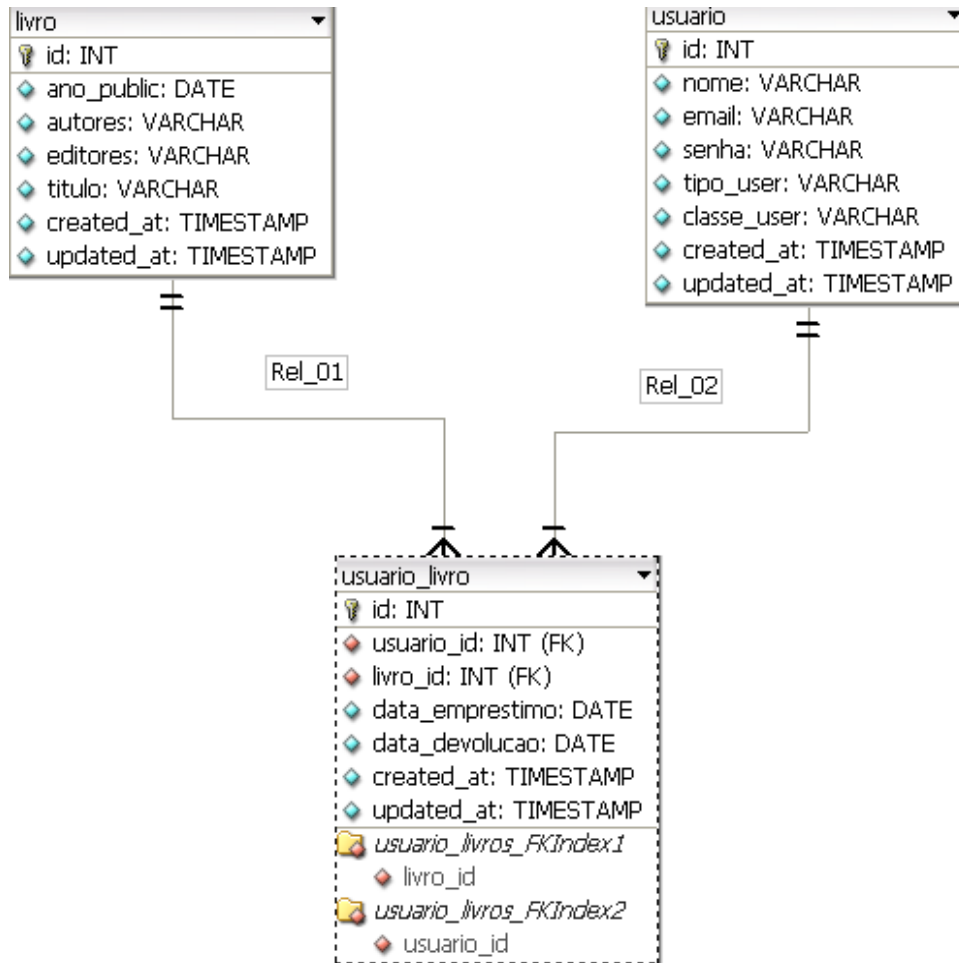 livro
id: INT
ano_public: DATE
autores: VARCHAR
editores: VARCHAR
titulo: VARCHAR
created_at: TIMESTAMP
updated_at: TIMESTAMP
usuario
id: INT
nome: VARCHAR
email: VARCHAR
senha: VARCHAR
tipo_user: VARCHAR
classe_user: VARCHAR
created_at: TIMESTAMP
updated_at: TIMESTAMP
Rel_01
Rel_02
usuario_livro
id: INT
usuario_id: INT (FK)
livro_id: INT (FK)
data_emprestimo: DATE
data_devolucao: DATE
created_at: TIMESTAMP
updated_at: TIMESTAMP
usuario_livros_FKIndex1
livro_id
usuario_livros_FKIndex2
usuario_id